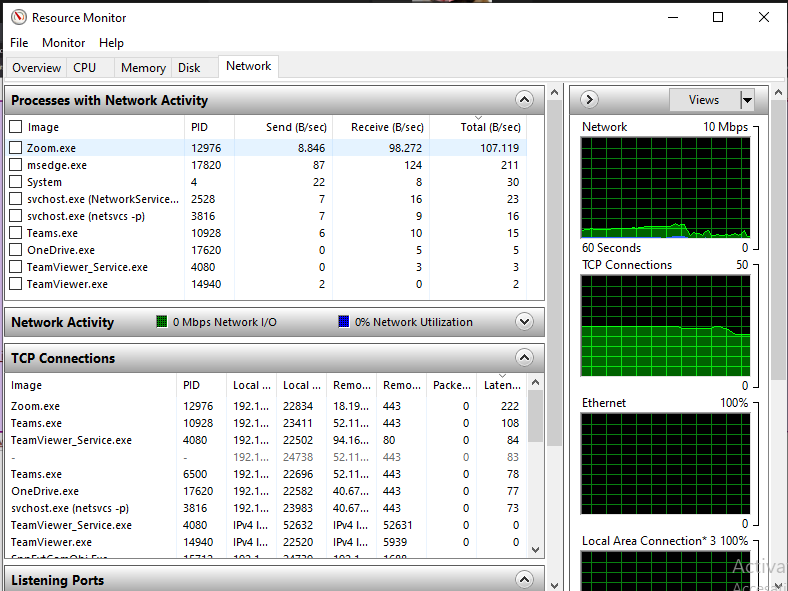 Resource Monitor
File Monitor Help
Overview CPU Memory Disk Network
Processes with Network Activity
Image PID Send (B/sec) Receive (B/sec) Total (B/sec)
Zoom.exe 12976 8.846 98.272 107.119
msedge.exe 17820 87 124 211
System 4 22 8 30
svchost.exe (NetworkService... 2528 7 16 23
svchost.exe (netsvcs -p) 3816 7 9 16
Teams.exe 10928 6 10 15
OneDrive.exe 17620 0 5 5
TeamViewer_Service.exe 4080 0 3 3
TeamViewer.exe 14940 2 0 2
Network Activity 0 Mbps Network I/O 0% Network Utilization
TCP Connections
Image PID Local ... Local ... Remo... Remo... Packe... Laten...
Zoom.exe 12976 192.1... 22834 18.19... 443 0 222
Teams.exe 10928 192.1... 23411 52.11... 443 0 108
TeamViewer_Service.exe 4080 192.1... 22502 94.16... 80 0 84
- - 192.1... 24738 52.11... 443 0 83
Teams.exe 6500 192.1... 22696 52.11... 443 0 78
OneDrive.exe 17620 192.1... 22582 40.67... 443 0 77
svchost.exe (netsvcs -p) 3816 192.1... 23983 40.67... 443 0 73
TeamViewer_Service.exe 4080 IPv4 l... 52632 IPv4 l... 52631 0 0
TeamViewer.exe 14940 IPv4 l... 22520 IPv4 l... 5939 0 0
Listening Ports
Views
Network 10 Mbps
60 Seconds 0
TCP Connections 50
0
Ethernet 100%
0
Local Area Connection* 3 100%
Activa